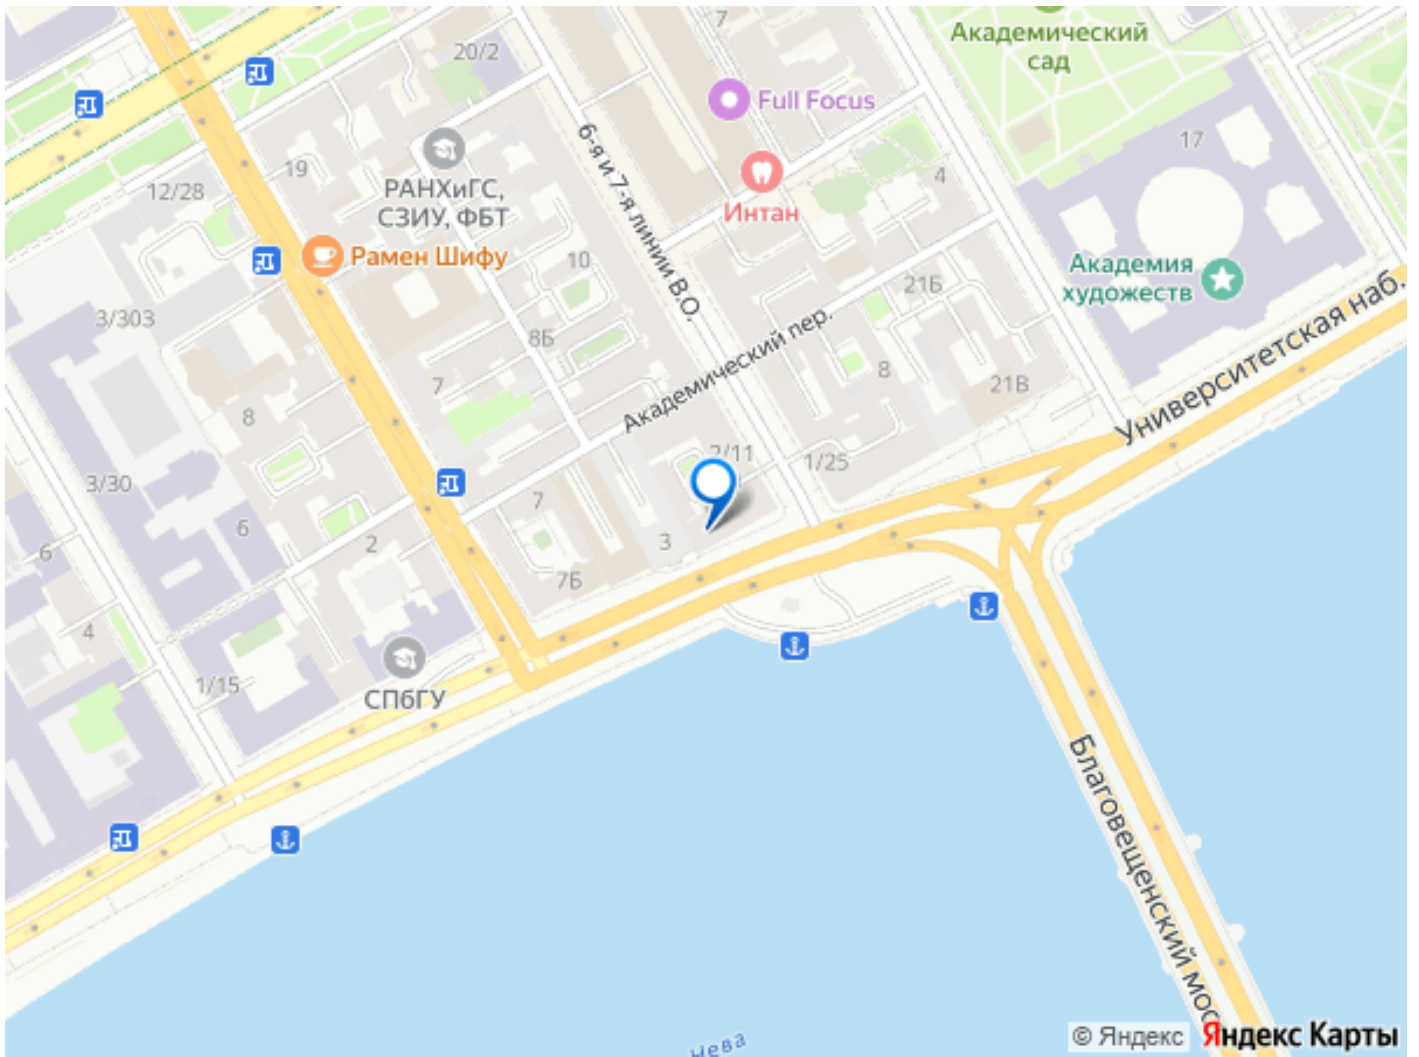 7
Академический
сад
20/2
Full Focus
6-я и 7-я линии В.О.
17
19
РАНХиГС,
СЗИУ, ФБТ
12/28
4
Интан
Рамен Шифу
10
Академия
художеств
21Б
Университетская наб.
3/303
8Б
Академический пер.
7
8
21В
8
2/11
1/25
3/30
7
6
6
2
3
7Б
4
1/15
СПбГУ
Благовещенский мос
Нева
© Яндекс
Яндекс Карты